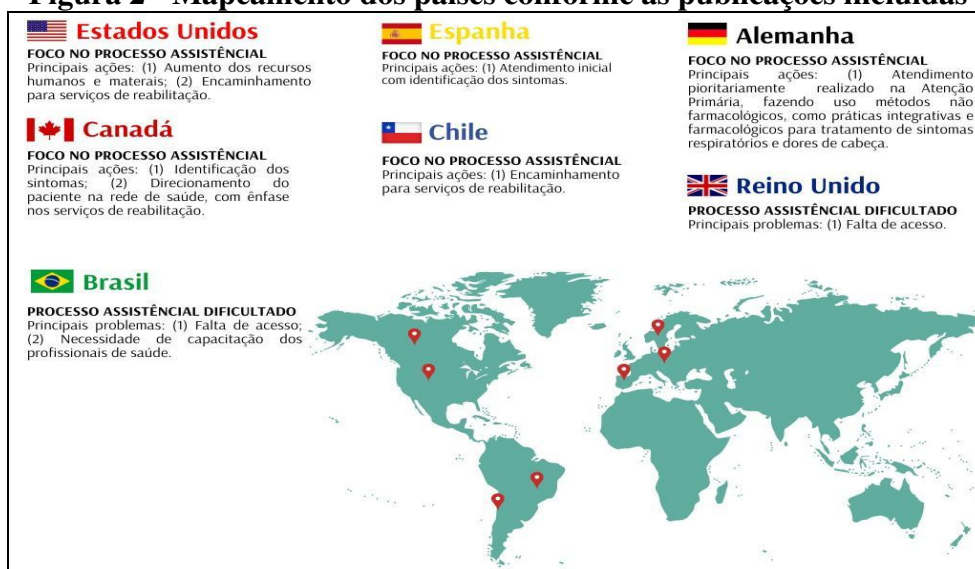 Figura 2 - Mapeamento dos países conforme as publicações incluídas
Estados Unidos
FOCO NO PROCESSO ASSISTÊNCIAL
Principais ações: (1) Aumento dos recursos
humanos e materais; (2) Encaminhamento
para serviços de reabilitação.
Canadá
FOCO NO PROCESSO ASSISTÊNCIAL
Principais ações: (1) Identificação dos
sintomas; (2) Direcionamento do
paciente na rede de saúde, com ênfase
nos serviços de reabilitação.
Espanha
FOCO NO PROCESSO ASSISTÊNCIAL
Principais ações: (1) Atendimento inicial
com identificação dos sintomas.
Chile
FOCO NO PROCESSO ASSISTÊNCIAL
Principais ações: (1) Encaminhamento
para serviços de reabilitação.
Alemanha
FOCO NO PROCESSO ASSISTÊNCIAL
Principais ações: (1) Atendimento
pioritariamente realizado na Atenção
Primária, fazendo uso métodos não
farmacológicos, como práticas integrativas e
farmacológicos para tratamento de sintomas
respiratórios e dores de cabeça.
Reino Unido
PROCESSO ASSISTÊNCIAL DIFICULTADO
Principais problemas: (1) Falta de acesso.
Brasil
PROCESSO ASSISTÊNCIAL DIFICULTADO
Principais problemas: (1) Falta de acesso;
(2) Necessidade de capacitação dos
profissionais de saúde.